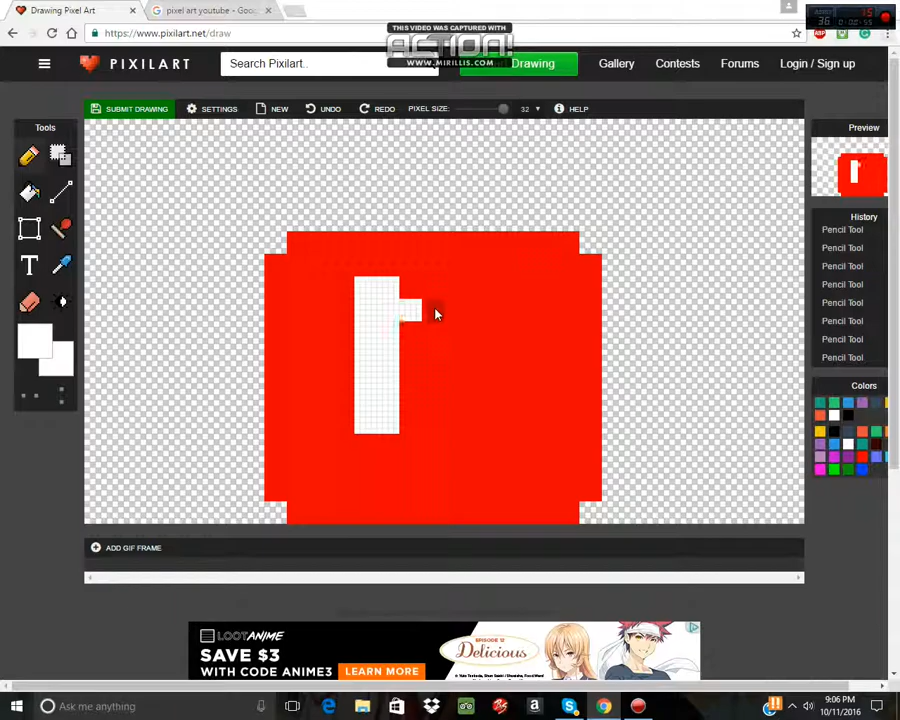 Drawing Pixel Art
pixel art youtube - Goo
https://www.pixilart.net/draw
THIS VIDEO WAS CAPTURED WITH
ACTION!
WWW.MIRILLIS.COM
PIXILART
Search Pixilart..
Drawing
Gallery
Contests
Forums
Login / Sign up
SUBMIT DRAWING
SETTINGS
NEW
UNDO
REDO
PIXEL SIZE:
32
HELP
Tools
Preview
History
Pencil Tool
Pencil Tool
Pencil Tool
Pencil Tool
Pencil Tool
Pencil Tool
Pencil Tool
Pencil Tool
Colors
ADD GIF FRAME
LOOTANIME
SAVE $3
WITH CODE ANIME3
LEARN MORE
EPISODE 12
Delicious
Ask me anything
9:06 PM
10/11/2016